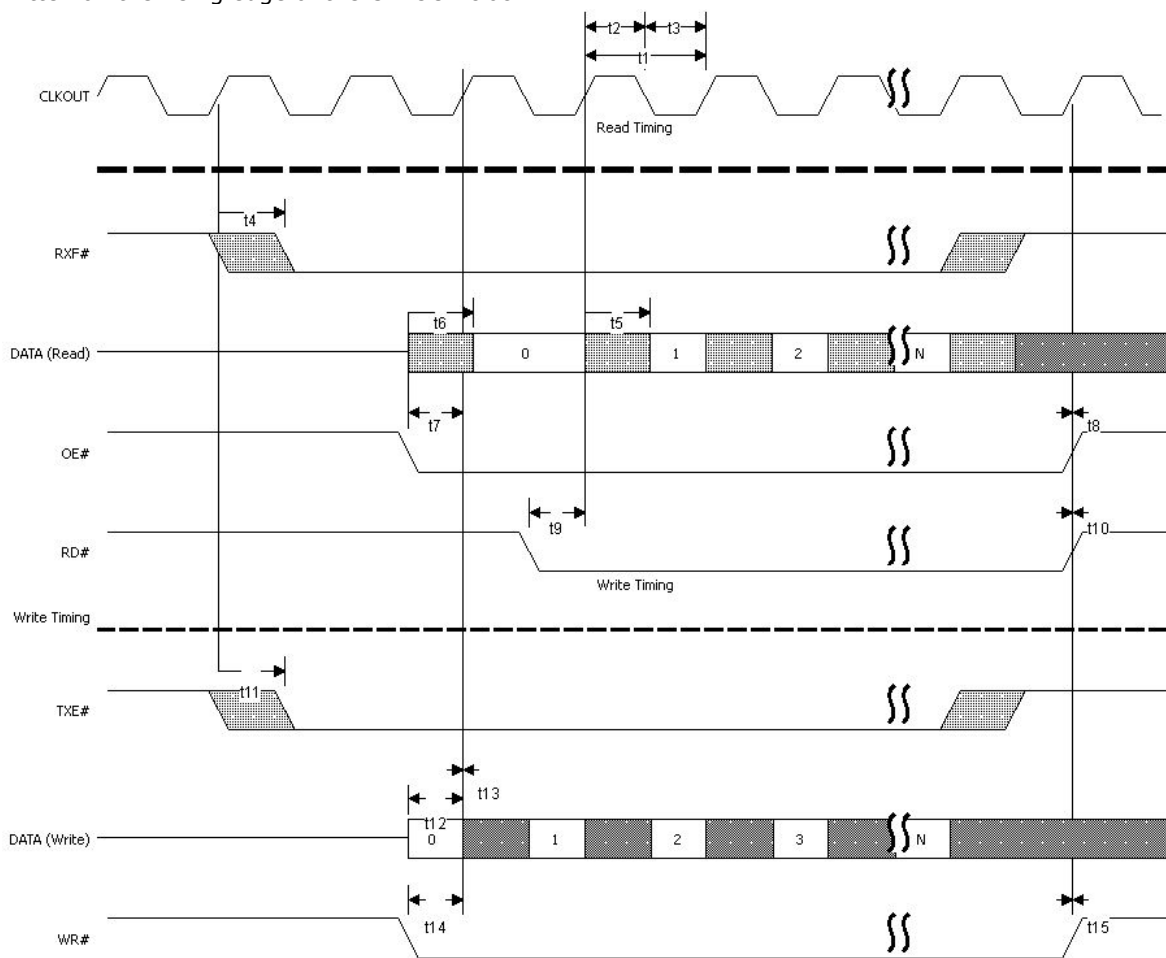 t2 t3
t1
CLKOUT
Read Timing
t4
RXF#
t6 t5
DATA (Read) 0 1 2 N
t7 t8
OE#
t9 t10
RD#
Write Timing
Write Timing
t11
TXE#
t13
t12
DATA (Write) 0 1 2 3 N
t14 t15
WR#